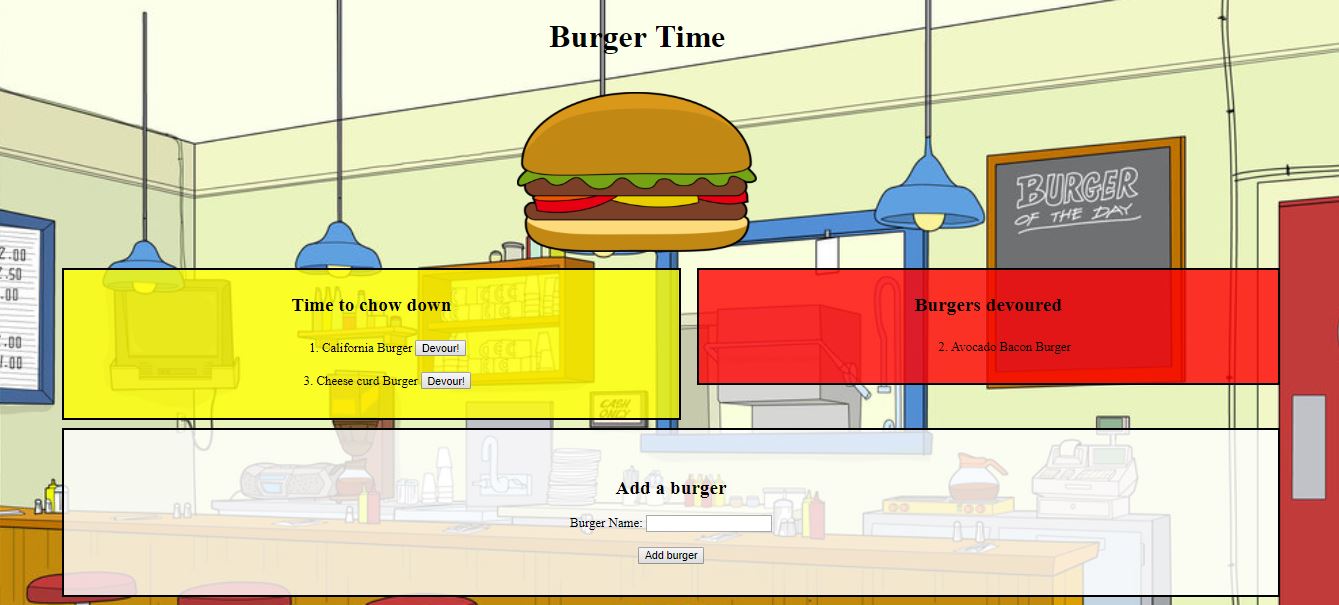 Burger Time
BURGER
OF THE DAY
2.00
2.50
.00
.00
1.00
Time to chow down
1. California Burger Devour!
3. Cheese curd Burger Devour!
Burgers devoured
2. Avocado Bacon Burger
CASH
ONLY
Add a burger
Burger Name:
Add burger